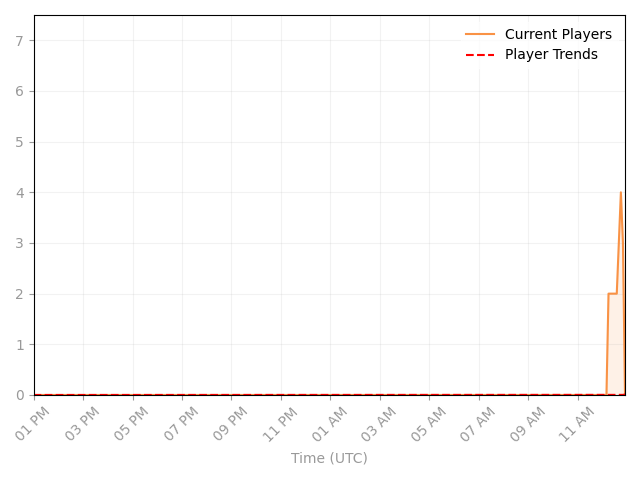 Current Players
Player Trends
7
6
5
4
3
2
1
0
01 PM
03 PM
05 PM
07 PM
09 PM
11 PM
01 AM
03 AM
05 AM
07 AM
09 AM
11 AM
Time (UTC)